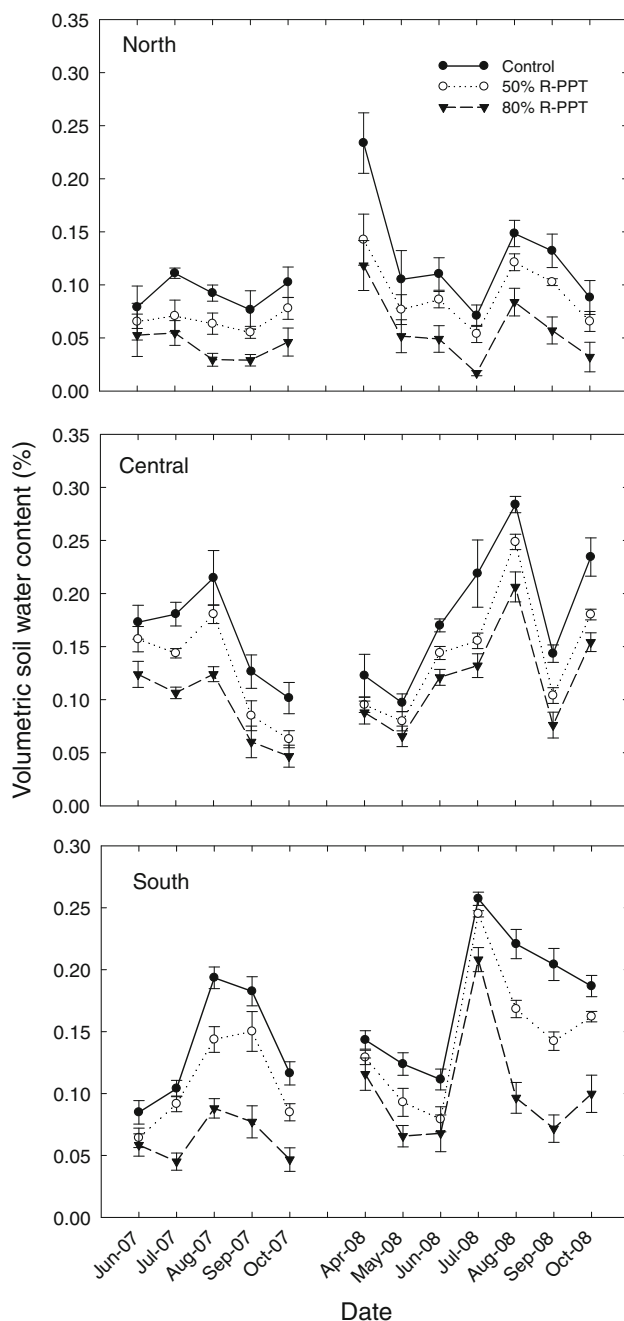 0.35
North
0.30
Control
50% R-PPT
80% R-PPT
0.25
0.20
0.15
0.10
0.05
0.00
Volumetric soil water content (%)
0.35
Central
0.30
0.25
0.20
0.15
0.10
0.05
0.00
0.30
South
0.25
0.20
0.15
0.10
0.05
0.00
Jun-07
Jul-07
Aug-07
Sep-07
Oct-07
Apr-08
May-08
Jun-08
Jul-08
Aug-08
Sep-08
Oct-08
Date